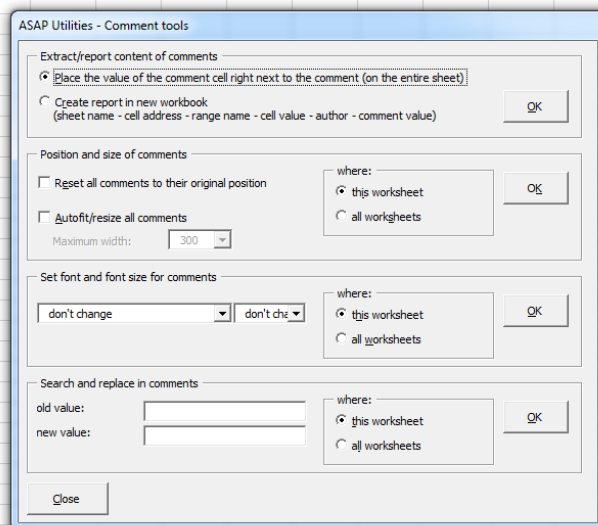 ASAP Utilities - Comment tools
Extract/report content of comments
Place the value of the comment cell right next to the comment (on the entire sheet)
Create report in new workbook
(sheet name - cell address - range name - cell value - author - comment value)
OK
Position and size of comments
Reset all comments to their original position
Autofit/resize all comments
Maximum width:
300
where:
this worksheet
all worksheets
OK
Set font and font size for comments
don't change
don't cha
where:
this worksheet
all worksheets
OK
Search and replace in comments
old value:
new value:
where:
this worksheet
all worksheets
OK
Close